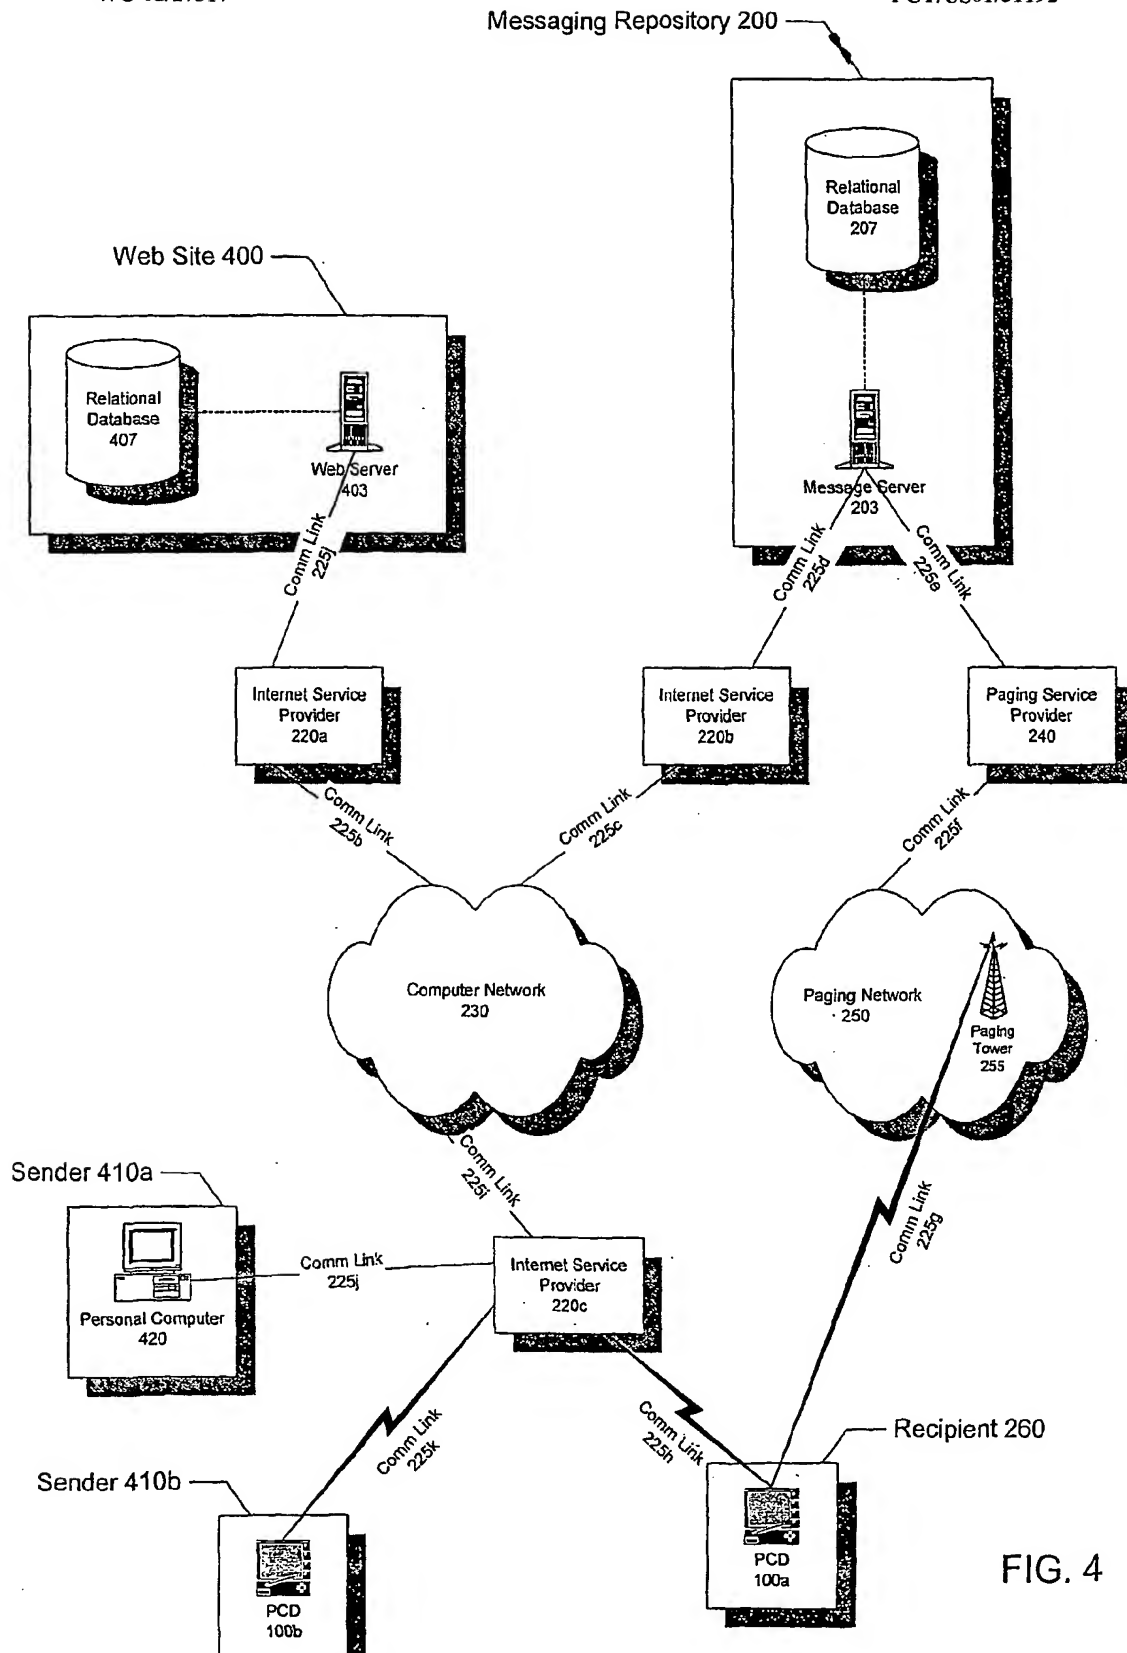 Messaging Repository 200
Relational
Database
207
Web Site 400
Relational
Database
407
Web Server
403
Message Server
203
Comm Link
225j
Comm Link
225d
Comm Link
225e
Internet Service
Provider
220a
Internet Service
Provider
220b
Paging Service
Provider
240
Comm Link
225b
Comm Link
225c
Comm Link
225f
Computer Network
230
Paging Network
250
Paging
Tower
255
Comm Link
225i
Comm Link
225g
Sender 410a
Personal Computer
420
Comm Link
225j
Internet Service
Provider
220c
Comm Link
225k
Comm Link
225h
Recipient 260
Sender 410b
PCD
100a
PCD
100b
FIG. 4